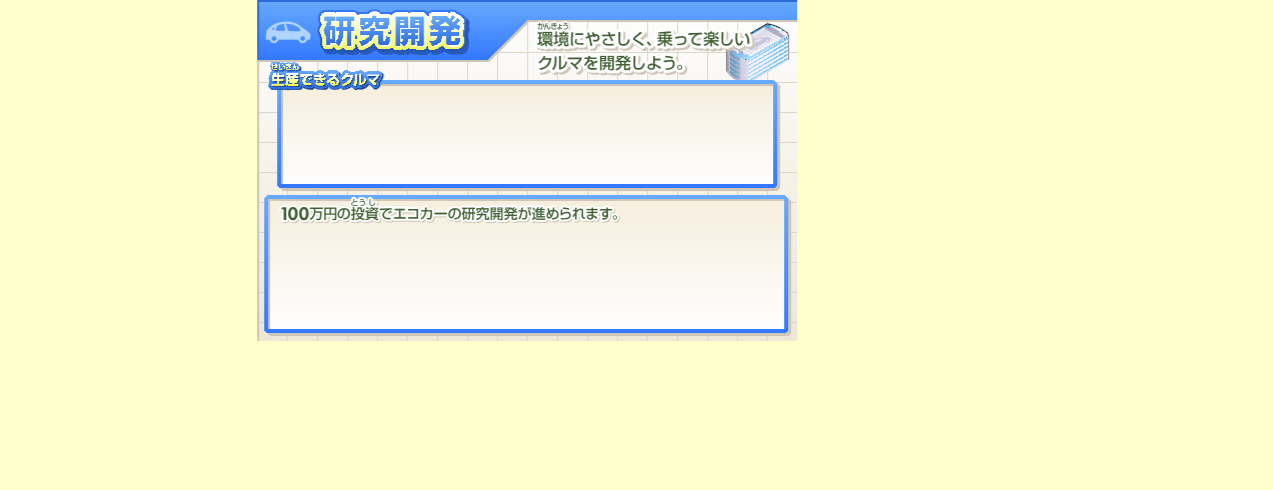 研究開発
かんきょう
環境にやさしく、乗って楽しい
クルマを開発しよう。
せいさん
生産できるクルマ
とうし
100万円の投資でエコカーの研究開発が進められます。